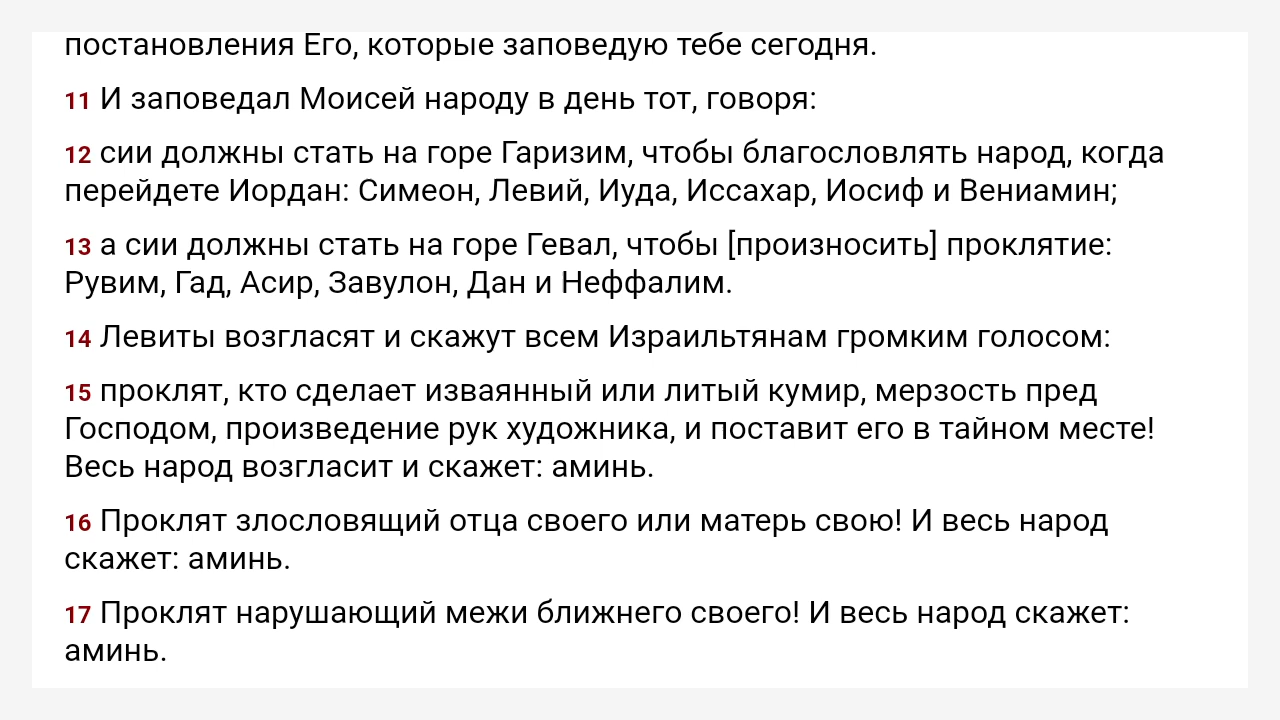 постановления Его, которые заповедую тебе сегодня.
11 И заповедал Моисей народу в день тот, говоря:
12 сии должны стать на горе Гаризим, чтобы благословлять народ, когда
перейдете Иордан: Симеон, Левий, Иуда, Иссахар, Иосиф и Вениамин;
13 а сии должны стать на горе Гевал, чтобы [произносить] проклятие:
Рувим, Гад, Асир, Завулон, Дан и Неффалим.
14 Левиты возгласят и скажут всем Израильтянам громким голосом:
15 проклят, кто сделает изваянный или литый кумир, мерзость пред
Господом, произведение рук художника, и поставит его в тайном месте!
Весь народ возгласит и скажет: аминь.
16 Проклят злословящий отца своего или матерь свою! И весь народ
скажет: аминь.
17 Проклят нарушающий межи ближнего своего! И весь народ скажет:
аминь.